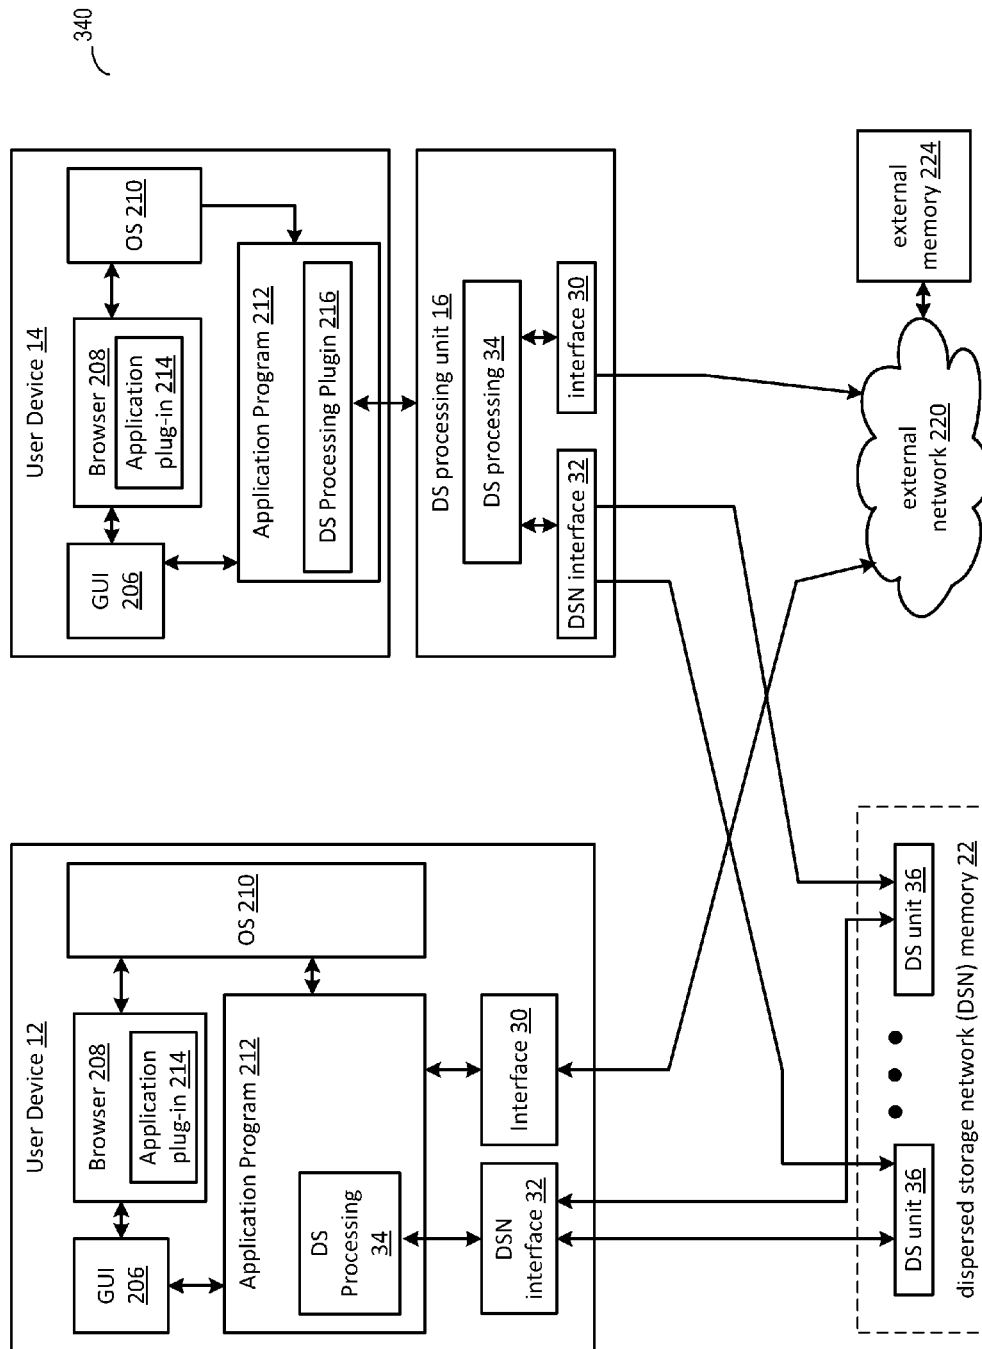 340
User Device 12
GUI
206
Browser 208
Application
plug-in 214
OS 210
Application Program 212
DS
Processing
34
DSN
interface 32
Interface 30
User Device 14
GUI
206
Browser 208
Application
plug-in 214
OS 210
Application Program 212
DS Processing Plugin 216
DS processing unit 16
DS processing 34
DSN interface 32
interface 30
DS unit 36
DS unit 36
dispersed storage network (DSN) memory 22
external
network 220
external
memory 224